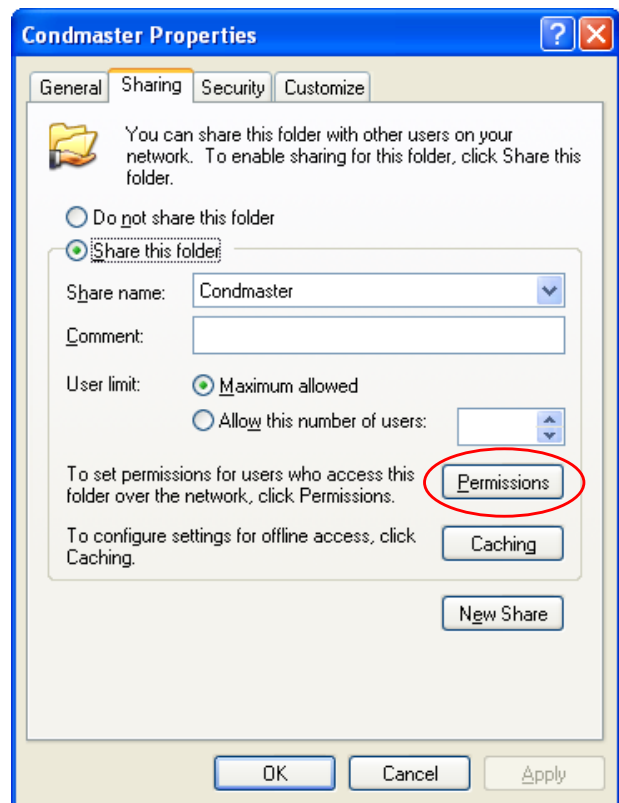 Condmaster Properties
General Sharing Security Customize
You can share this folder with other users on your
network. To enable sharing for this folder, click Share this
folder.
Do not share this folder
Share this folder
Share name: Condmaster
Comment:
User limit: Maximum allowed
Allow this number of users:
To set permissions for users who access this
folder over the network, click Permissions.
Permissions
To configure settings for offline access, click
Caching.
Caching
New Share
OK Cancel Apply